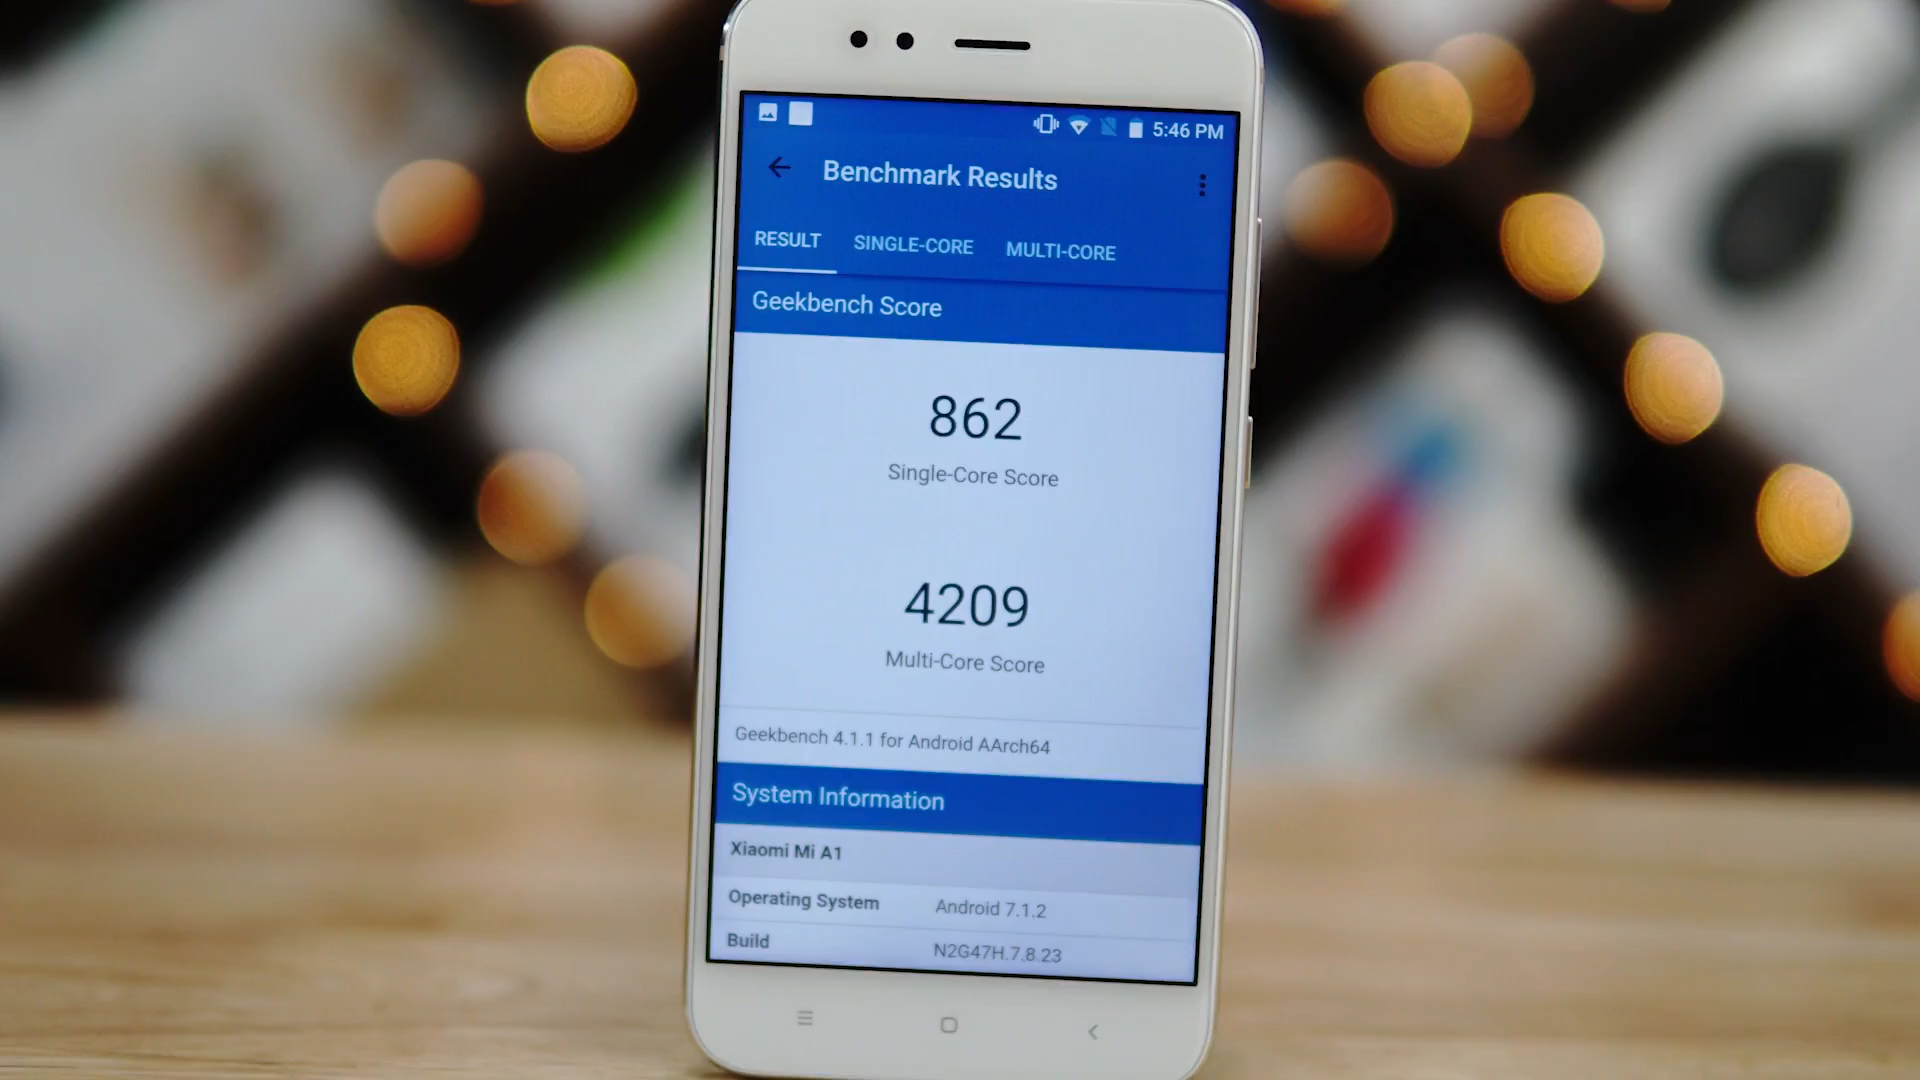 5:46 PM
Benchmark Results
RESULT SINGLE-CORE MULTI-CORE
Geekbench Score
862
Single-Core Score
4209
Multi-Core Score
Geekbench 4.1.1 for Android AArch64
System Information
Xiaomi Mi A1
Operating System Android 7.1.2
Build N2G47H.7.8.23